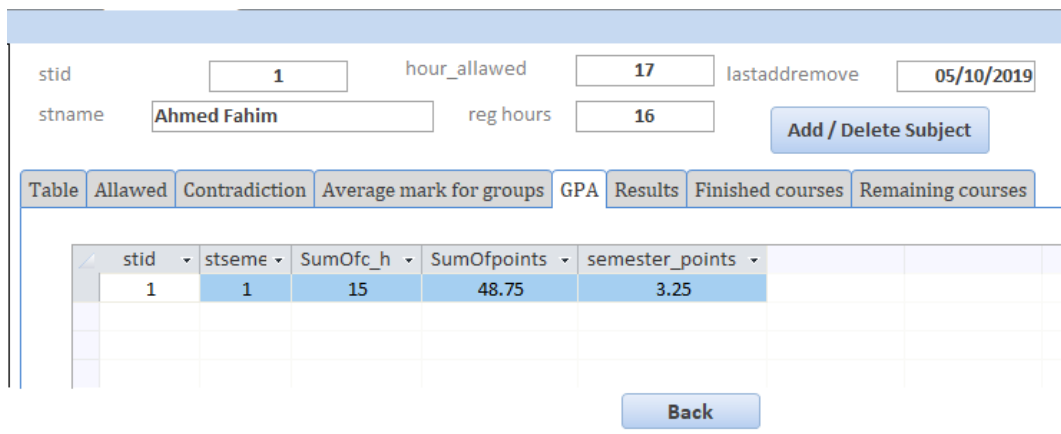 stid 1 hour_allawed 17 lastaddremove 05/10/2019
stname Ahmed Fahim reg hours 16 Add / Delete Subject
Table Allawed Contradiction Average mark for groups GPA Results Finished courses Remaining courses
stid stseme SumOfc_h SumOfpoints semester_points
1 1 15 48.75 3.25
Back